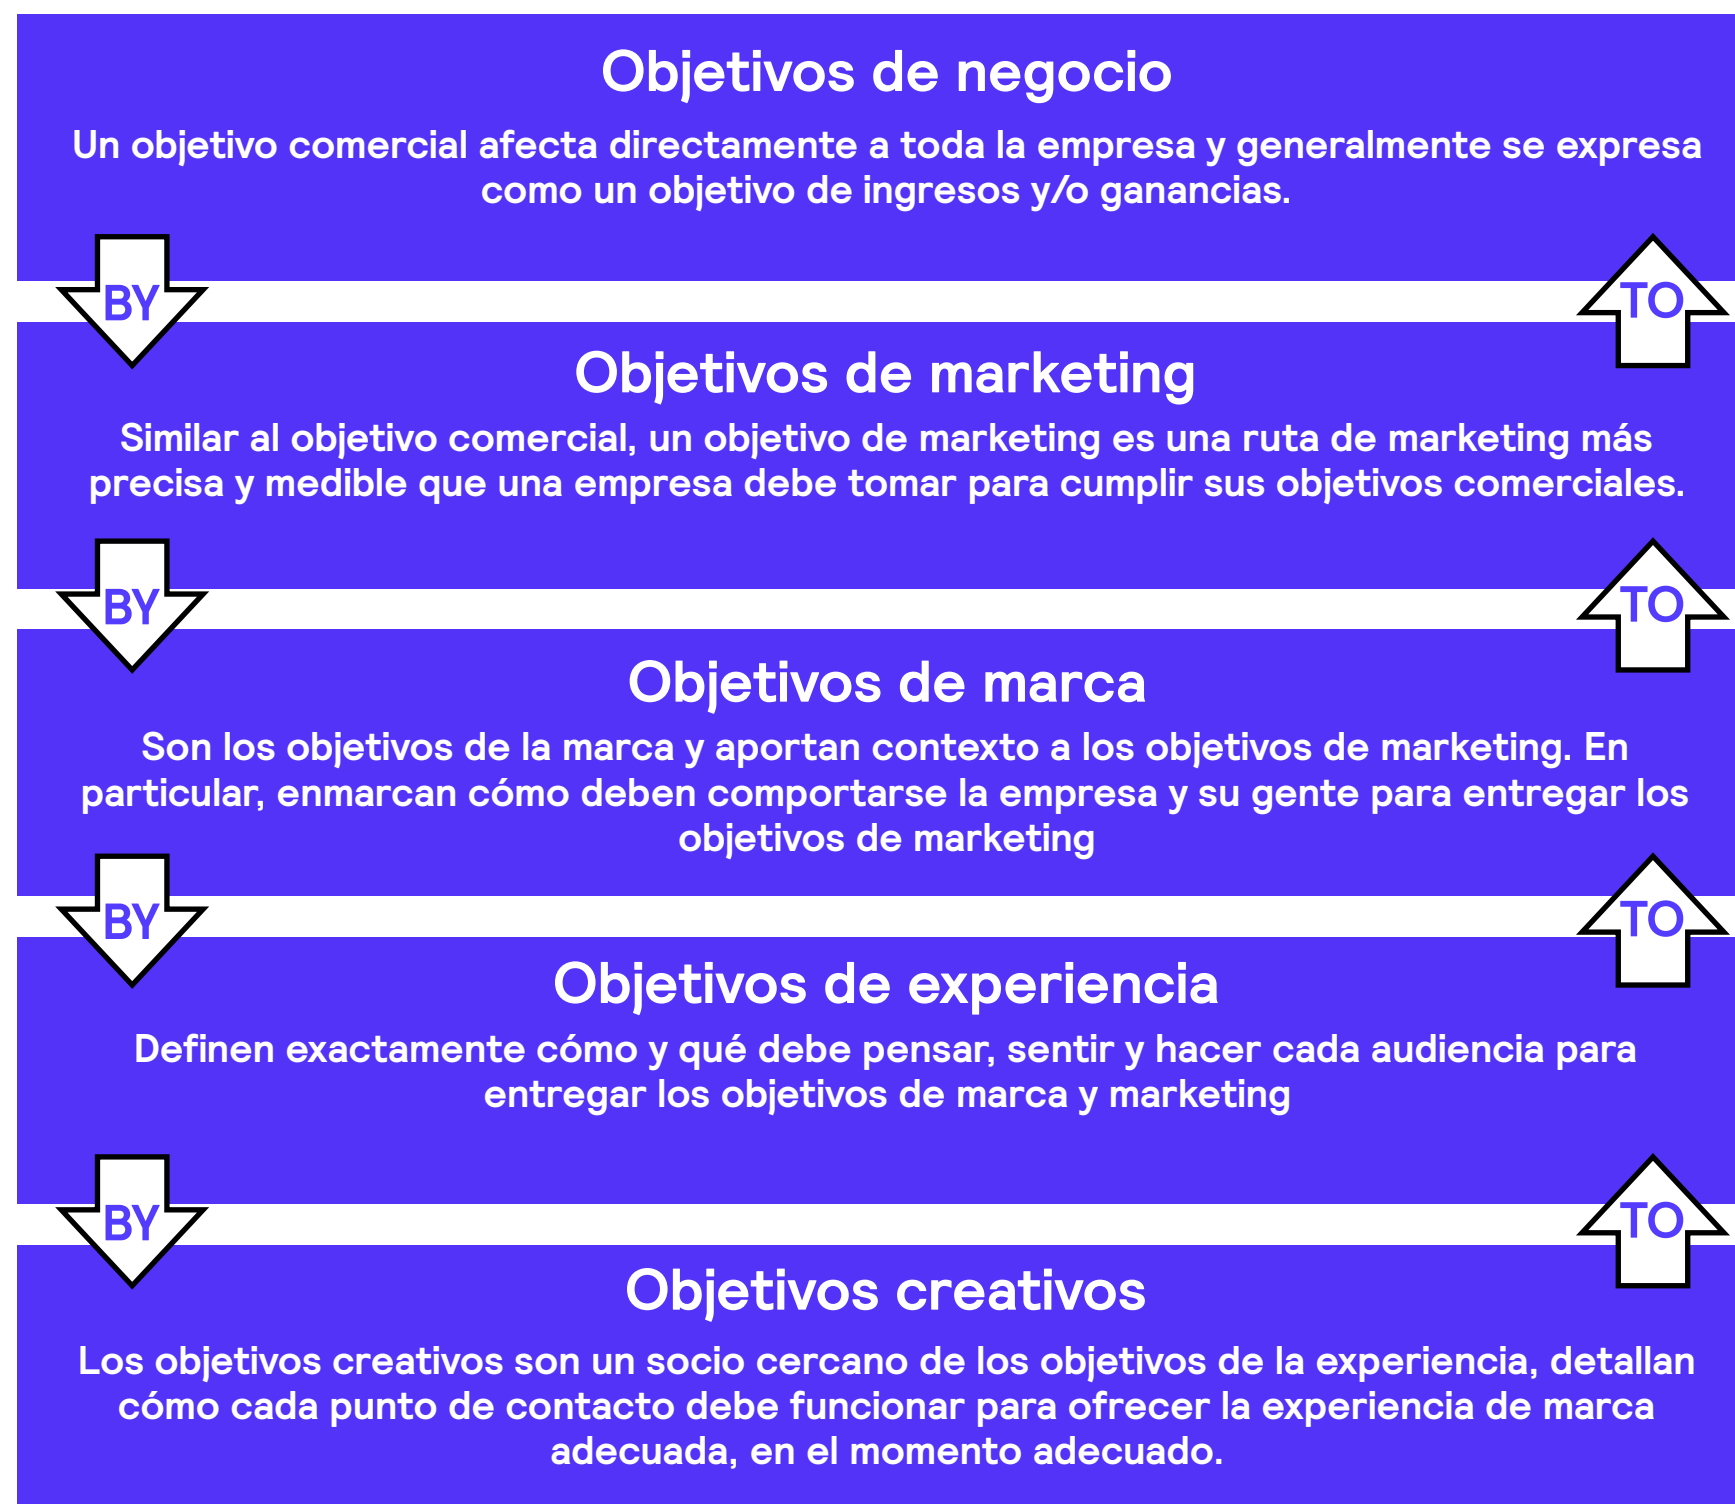 Objetivos de negocio
Un objetivo comercial afecta directamente a toda la empresa y generalmente se expresa
como un objetivo de ingresos y/o ganancias.
BY
TO
Objetivos de marketing
Similar al objetivo comercial, un objetivo de marketing es una ruta de marketing más
precisa y medible que una empresa debe tomar para cumplir sus objetivos comerciales.
BY
TO
Objetivos de marca
Son los objetivos de la marca y aportan contexto a los objetivos de marketing. En
particular, enmarcan cómo deben comportarse la empresa y su gente para entregar los
objetivos de marketing
BY
TO
Objetivos de experiencia
Definen exactamente cómo y qué debe pensar, sentir y hacer cada audiencia para
entregar los objetivos de marca y marketing
BY
TO
Objetivos creativos
Los objetivos creativos son un socio cercano de los objetivos de la experiencia, detallan
cómo cada punto de contacto debe funcionar para ofrecer la experiencia de marca
adecuada, en el momento adecuado.